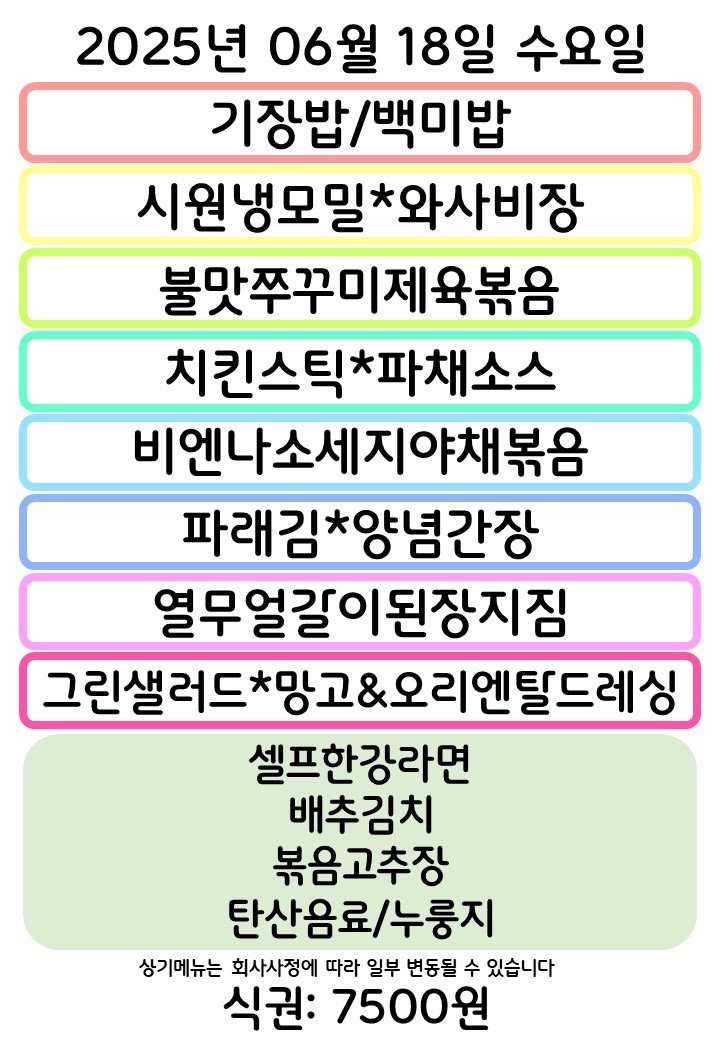 2025년 06월 18일 수요일
기장밥/백미밥
시원냉모밀*와사비장
불맛쭈꾸미제육볶음
치킨스틱*파채소스
비엔나소세지야채볶음
파래김*양념간장
열무얼갈이된장지짐
그린샐러드*망고&오리엔탈드레싱
셀프한강라면
배추김치
볶음고추장
탄산음료/누룽지
상기메뉴는 회사사정에 따라 일부 변동될 수 있습니다
식권: 7500원